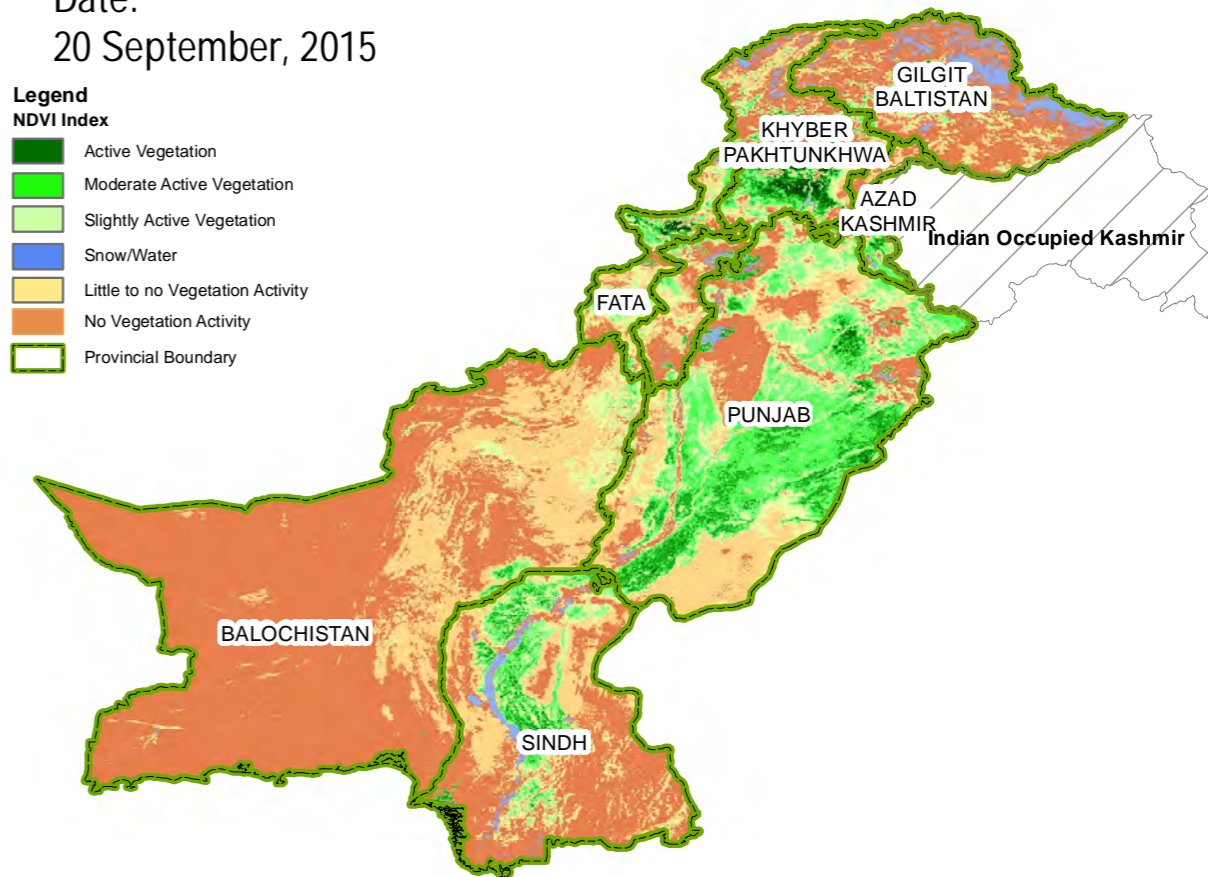 Date:
20 September, 2015
Legend
NDVI Index
Active Vegetation
Moderate Active Vegetation
Slightly Active Vegetation
Snow/Water
Little to no Vegetation Activity
No Vegetation Activity
Provincial Boundary
GILGIT
BALTISTAN
KHYBER
PAKHTUNKHWA
AZAD
KASHMIR
Indian Occupied Kashmir
FATA
PUNJAB
BALOCHISTAN
SINDH